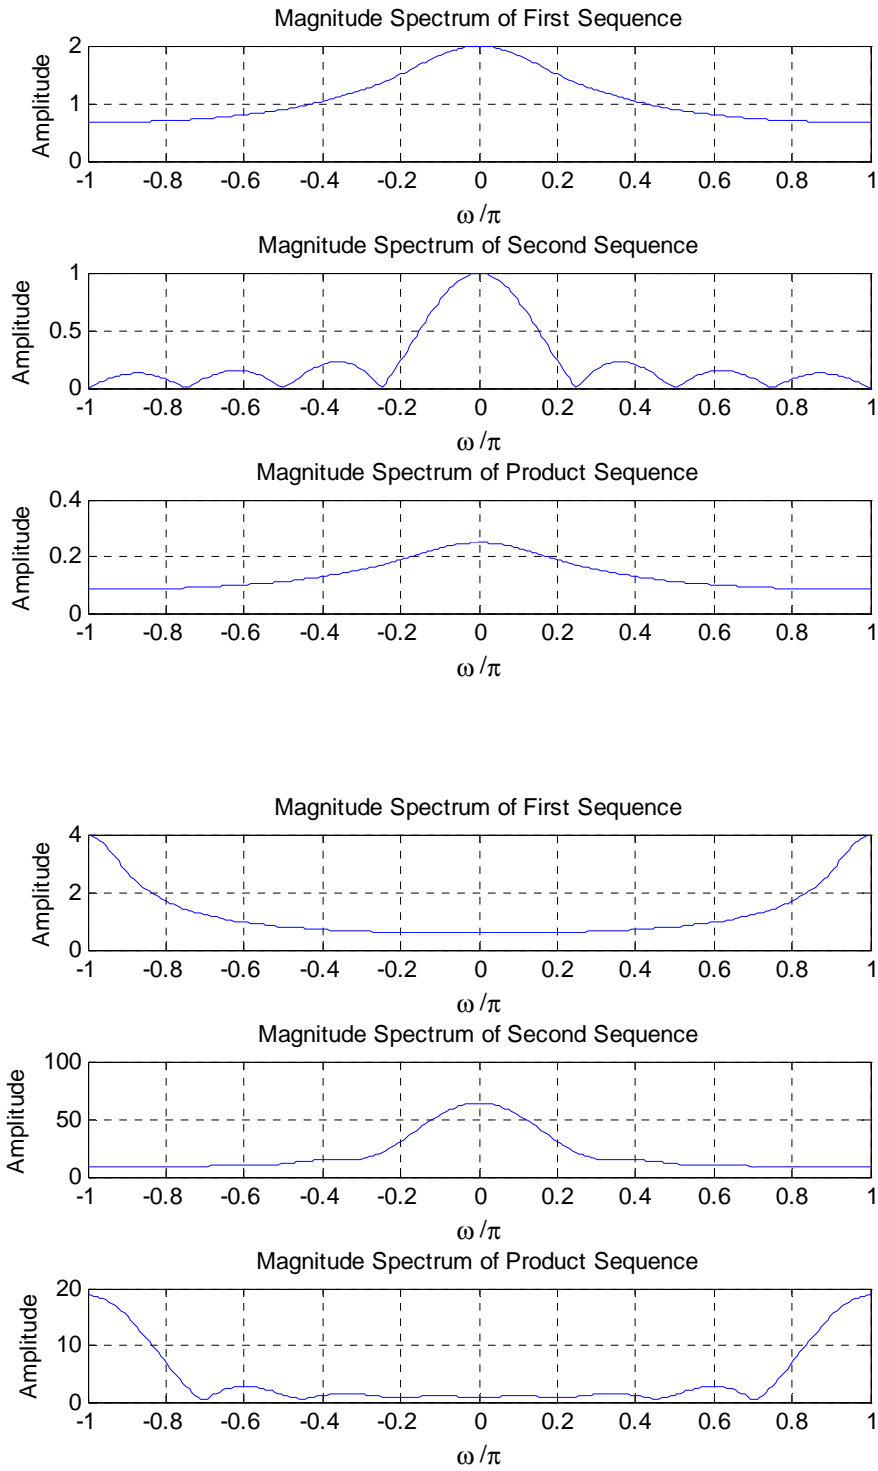 Magnitude Spectrum of First Sequence
2
1
0
Amplitude
-1 -0.8 -0.6 -0.4 -0.2 0 0.2 0.4 0.6 0.8 1
ω/π
Magnitude Spectrum of Second Sequence
1
0.5
0
Amplitude
-1 -0.8 -0.6 -0.4 -0.2 0 0.2 0.4 0.6 0.8 1
ω/π
Magnitude Spectrum of Product Sequence
0.4
0.2
0
Amplitude
-1 -0.8 -0.6 -0.4 -0.2 0 0.2 0.4 0.6 0.8 1
ω/π
Magnitude Spectrum of First Sequence
4
2
0
Amplitude
-1 -0.8 -0.6 -0.4 -0.2 0 0.2 0.4 0.6 0.8 1
ω/π
Magnitude Spectrum of Second Sequence
100
50
0
Amplitude
-1 -0.8 -0.6 -0.4 -0.2 0 0.2 0.4 0.6 0.8 1
ω/π
Magnitude Spectrum of Product Sequence
20
10
0
Amplitude
-1 -0.8 -0.6 -0.4 -0.2 0 0.2 0.4 0.6 0.8 1
ω/π